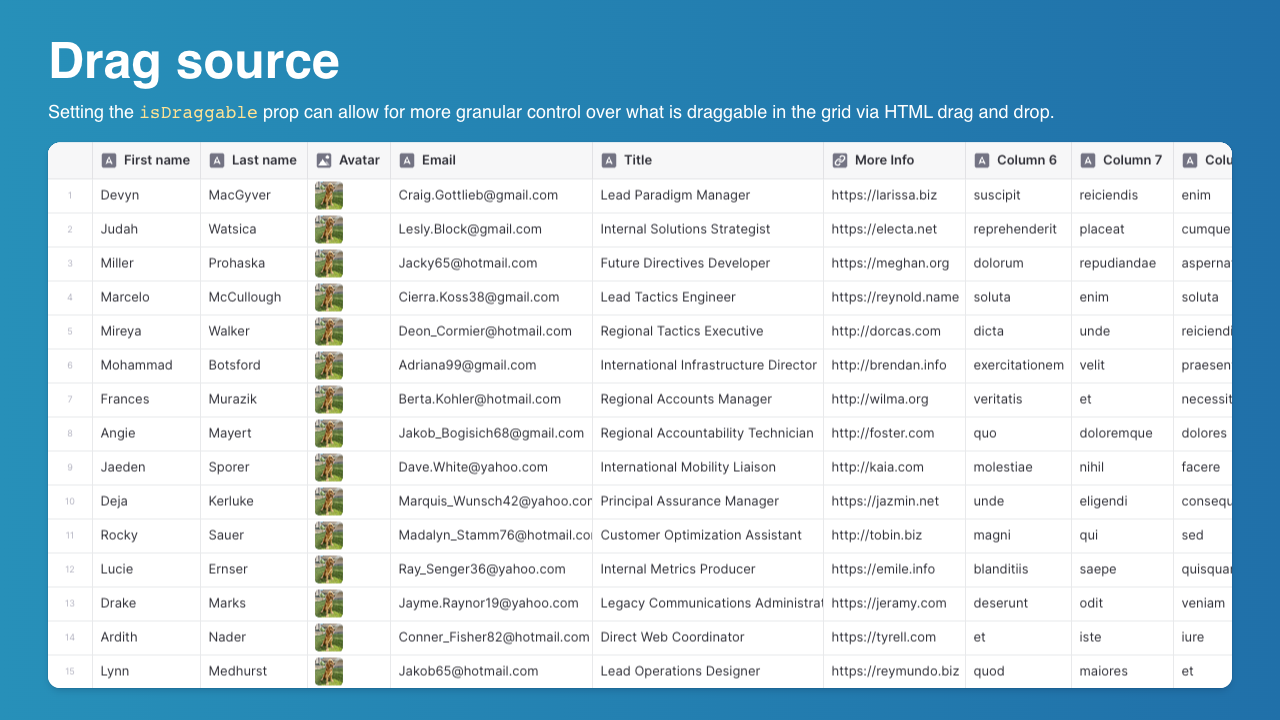 Drag source
Setting the isDraggable prop can allow for more granular control over what is draggable in the grid via HTML drag and drop.
First name Last name Avatar Email Title More Info Column 6 Column 7 Colu
1 Devyn MacGyver Craig.Gottlieb@gmail.com Lead Paradigm Manager https://larissa.biz suscipit reiciendis enim
2 Judah Watsica Lesly.Block@gmail.com Internal Solutions Strategist https://electa.net reprehenderit placeat cumque
3 Miller Prohaska Jacky65@hotmail.com Future Directives Developer https://meghan.org dolorum repudiandae asperna
4 Marcelo McCullough Cierra.Koss38@gmail.com Lead Tactics Engineer https://reynold.name soluta enim soluta
5 Mireya Walker Deon_Cormier@hotmail.com Regional Tactics Executive http://dorcas.com dicta unde reiciendi
6 Mohammad Botsford Adriana99@gmail.com International Infrastructure Director http://brendan.info exercitationem velit praesen
7 Frances Murazik Berta.Kohler@hotmail.com Regional Accounts Manager http://wilma.org veritatis et necessit
8 Angie Mayert Jakob_Bogisich68@gmail.com Regional Accountability Technician http://foster.com quo doloremque dolores
9 Jaeden Sporer Dave.White@yahoo.com International Mobility Liaison http://kaia.com molestiae nihil facere
10 Deja Kerluke Marquis_Wunsch42@yahoo.com Principal Assurance Manager https://jazmin.net unde eligendi consequ
11 Rocky Sauer Madalyn_Stamm76@hotmail.co Customer Optimization Assistant http://tobin.biz magni qui sed
12 Lucie Ernser Ray_Senger36@yahoo.com Internal Metrics Producer https://emile.info blanditiis saepe quisqua
13 Drake Marks Jayme.Raynor19@yahoo.com Legacy Communications Administrat https://jeramy.com deserunt odit veniam
14 Ardith Nader Conner_Fisher82@hotmail.com Direct Web Coordinator https://tyrell.com et iste iure
15 Lynn Medhurst Jakob65@hotmail.com Lead Operations Designer https://reymundo.biz quod maiores et